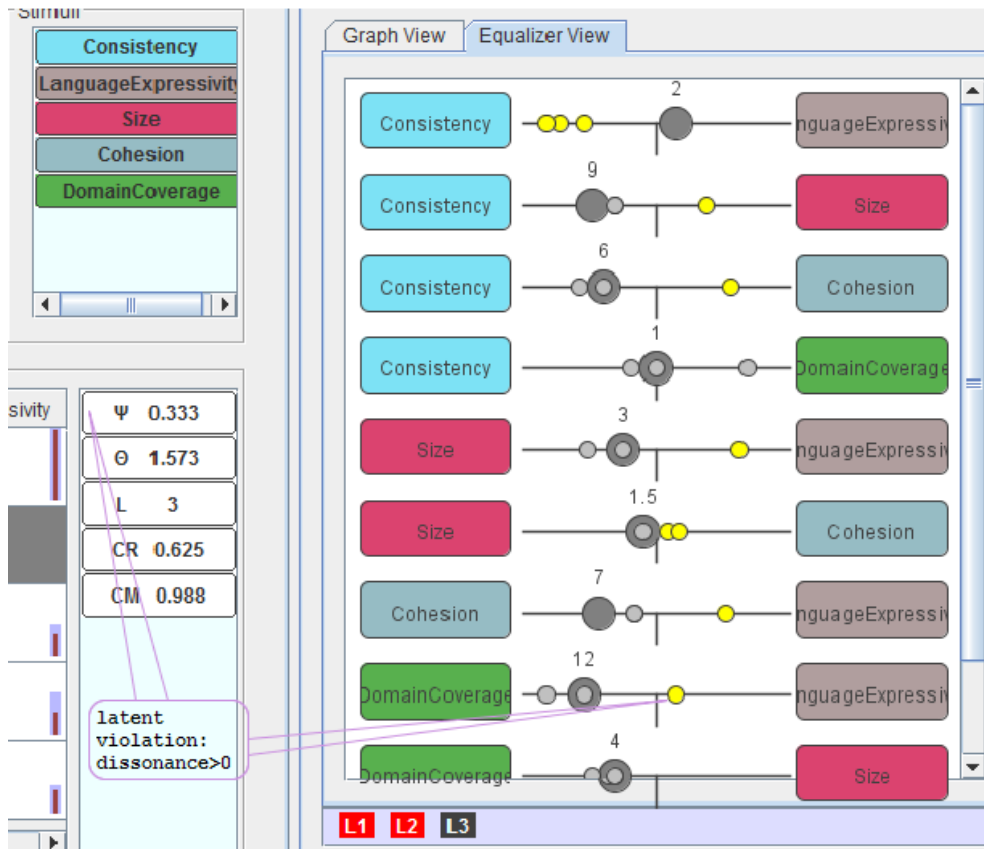 Stimuli
Consistency
LanguageExpressivity
Size
Cohesion
DomainCoverage
sivity
Ψ 0.333
Θ 1.573
L 3
CR 0.625
CM 0.988
latent
violation:
dissonance>0
Graph View
Equalizer View
2
Consistency
nguageExpressiv
9
Consistency
Size
6
Consistency
Cohesion
1
Consistency
DomainCoverage
3
Size
nguageExpressiv
1.5
Size
Cohesion
7
Cohesion
nguageExpressiv
12
DomainCoverage
nguageExpressiv
4
DomainCoverage
Size
L1 L2 L3